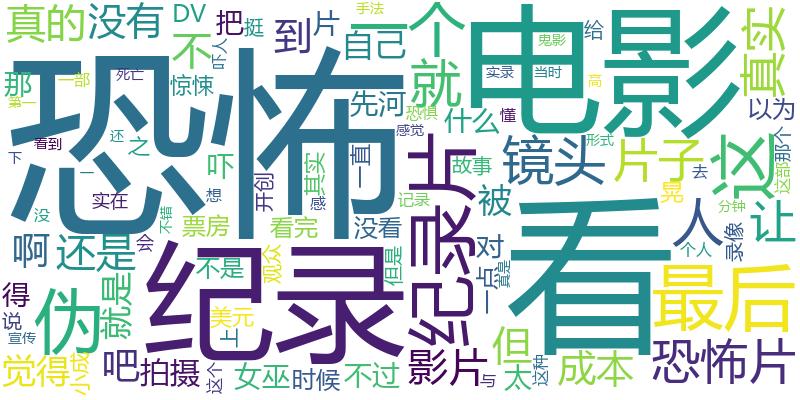 真的
没有
DV
不
把
挺
到
片
手法
自己
一个
就
电影
鬼影
给
真实
那
一部
死亡
惊悚
吓人
恐怖
先河
恐惧
什么
实录
当时
高
懂
以为
第一
看到
还
之
吓
一直
感觉
片
镜头
形式
片子
这
这部
那个
下
一
想
开创
其实
故事
被
看
晃
去
让
没
实在
感
记录
人
分钟
个人
录像
不错
票房
看完
没看
纪录片
对
啊
还是
会
不是
观众
但是
一点
真是
伪
就是
纪录
最后
得
说
美元
上
宣传
觉得
小成
吧
拍摄
这个
女巫
时候
不过
影片
与
但
太
这种
成本
恐怖片